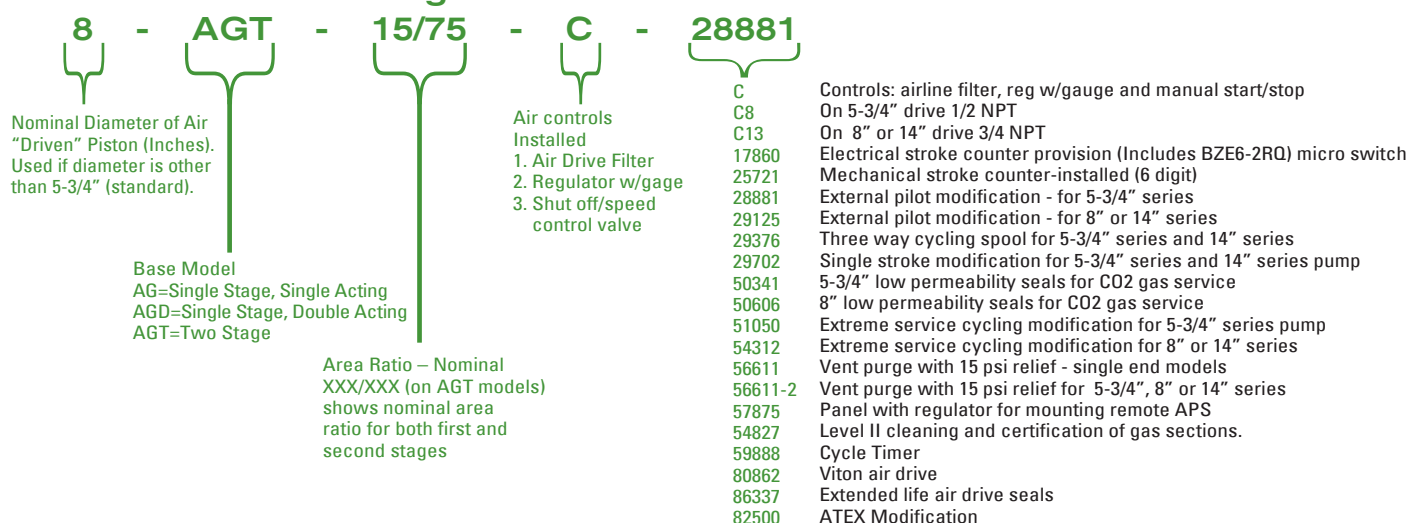 8 - AGT - 15/75 - C - 28881
Nominal Diameter of Air
“Driven” Piston (Inches).
Used if diameter is other
than 5-3/4” (standard).
Base Model
AG=Single Stage, Single Acting
AGD=Single Stage, Double Acting
AGT=Two Stage
Area Ratio – Nominal
XXX/XXX (on AGT models)
shows nominal area
ratio for both first and
second stages
Air controls
Installed
1. Air Drive Filter
2. Regulator w/gage
3. Shut off/speed
control valve
C Controls: airline filter, reg w/gauge and manual start/stop
C8 On 5-3/4” drive 1/2 NPT
C13 On 8” or 14” drive 3/4 NPT
17860 Electrical stroke counter provision (Includes BZE6-2RQ) micro switch
25721 Mechanical stroke counter-installed (6 digit)
28881 External pilot modification - for 5-3/4” series
29125 External pilot modification - for 8” or 14” series
29376 Three way cycling spool for 5-3/4” series and 14” series
29702 Single stroke modification for 5-3/4” series and 14” series pump
50341 5-3/4” low permeability seals for CO2 gas service
50606 8” low permeability seals for CO2 gas service
51050 Extreme service cycling modification for 5-3/4” series pump
54312 Extreme service cycling modification for 8” or 14” series
56611 Vent purge with 15 psi relief - single end models
56611-2 Vent purge with 15 psi relief for 5-3/4”, 8” or 14” series
57875 Panel with regulator for mounting remote APS
54827 Level II cleaning and certification of gas sections.
59888 Cycle Timer
80862 Viton air drive
86337 Extended life air drive seals
82500 ATEX Modification